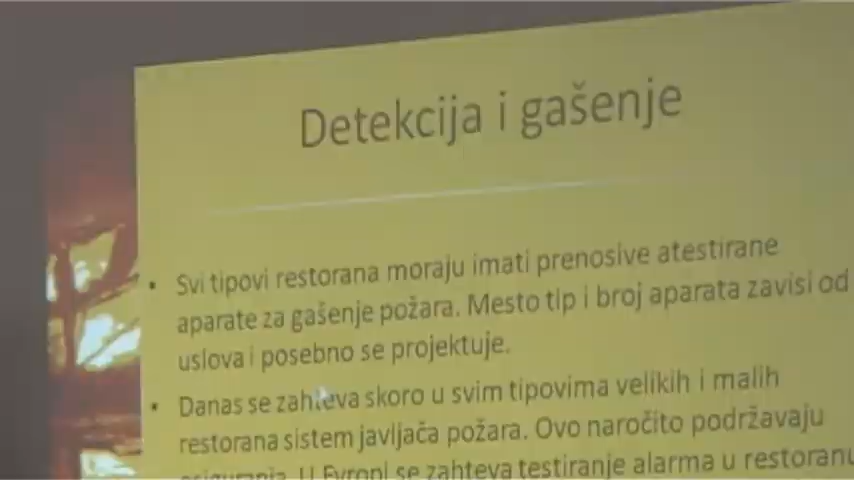 Detekcija i gašenje
• Svi tipovi restorana moraju imati prenosive atestirane
aparate za gašenje požara. Mesto tip i broj aparata zavisi od
uslova i posebno se projektuje.
• Danas se zahteva skoro u svim tipovima velikih i malih
restorana sistem javljača požara. Ovo naročito podržavaju
osiguranja. U Evropi se zahteva testiranje alarma u restoranu